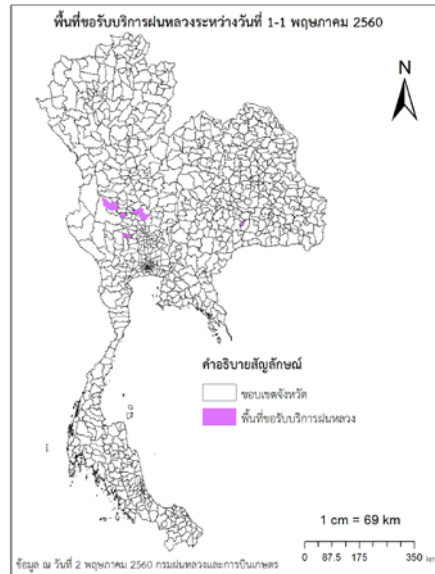 พื้นที่ขอรับบริการฝนหลวงระหว่างวันที่ 1-1 พฤษภาคม 2560
N
คำอธิบายสัญลักษณ์
ขอบเขตจังหวัด
พื้นที่ขอรับบริการฝนหลวง
1 cm = 69 km
0 87.5 175 350 km
ข้อมูล ณ วันที่ 2 พฤษภาคม 2560 กรมฝนหลวงและการบินเกษตร